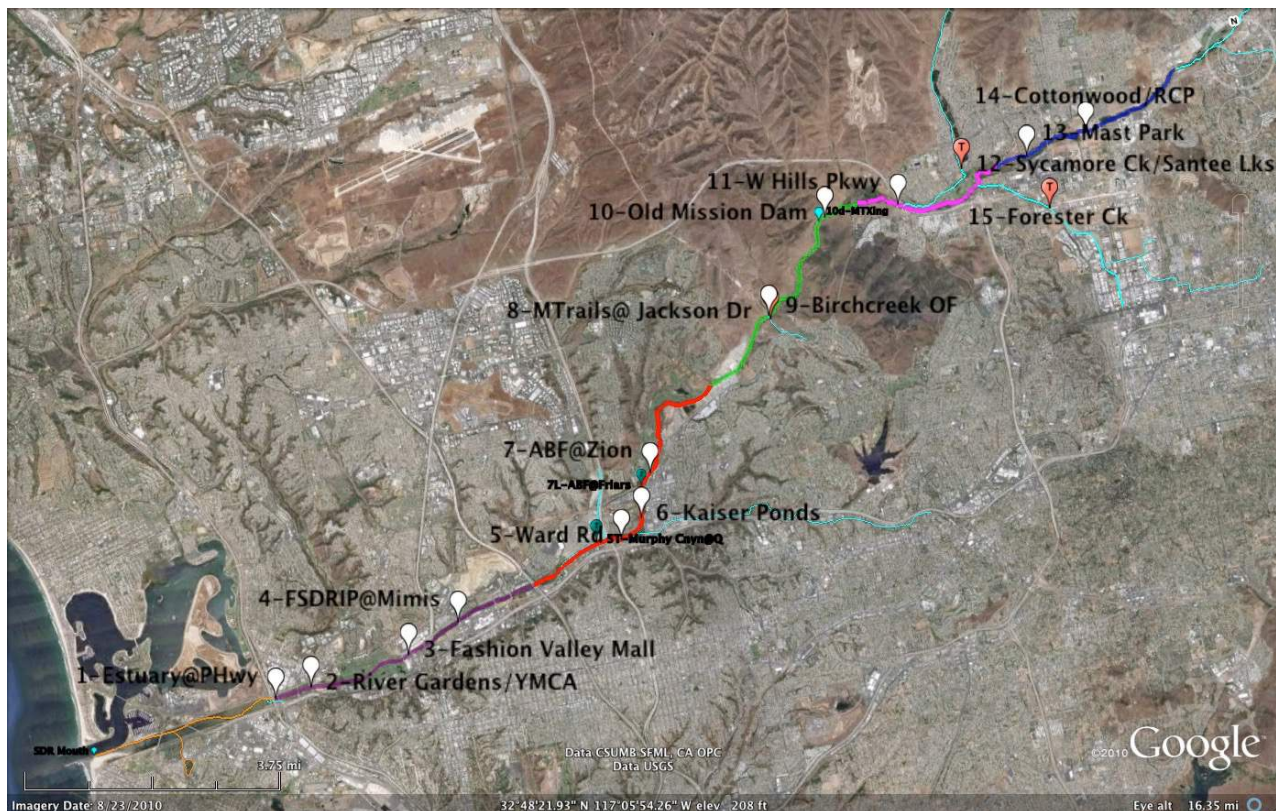 N
14-Cottonwood/RCP
13-Mast Park
T
12-Sycamore Ck/Santee Lks
11-W Hills Pkwy
T
10-Old Mission Dam
10d-MTXing
15-Forester Ck
8-MTrails@ Jackson Dr
9-Birchcreek OF
7-ABF@Zion
7L-ABF@Friars
6-Kaiser Ponds
5-Ward Rd
5T-Murphy Cnyn@Q
4-FSDRIP@Mimis
3-Fashion Valley Mall
1-Estuary@PHwy
2-River Gardens/YMCA
SDR Mouth
3.75 mi
Data CSUMB SFML, CA OPC
Data USGS
©2010 Google
Imagery Date: 8/23/2010
32°48'21.93" N 117°05'54.26" W elev 208 ft
Eye alt 16.35 mi